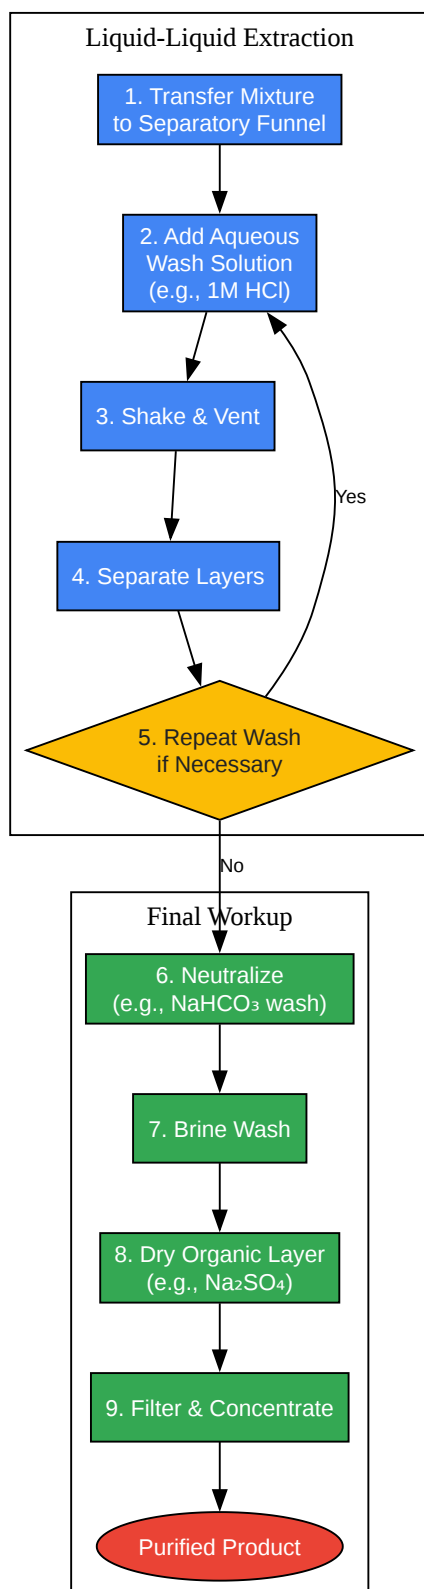 Liquid-Liquid Extraction
1. Transfer Mixture
to Separatory Funnel
2. Add Aqueous
Wash Solution
(e.g., 1M HCl)
3. Shake & Vent
Yes
4. Separate Layers
5. Repeat Wash
if Necessary
No
Final Workup
6. Neutralize
(e.g., NaHCO₃ wash)
7. Brine Wash
8. Dry Organic Layer
(e.g., Na₂SO₄)
9. Filter & Concentrate
Purified Product